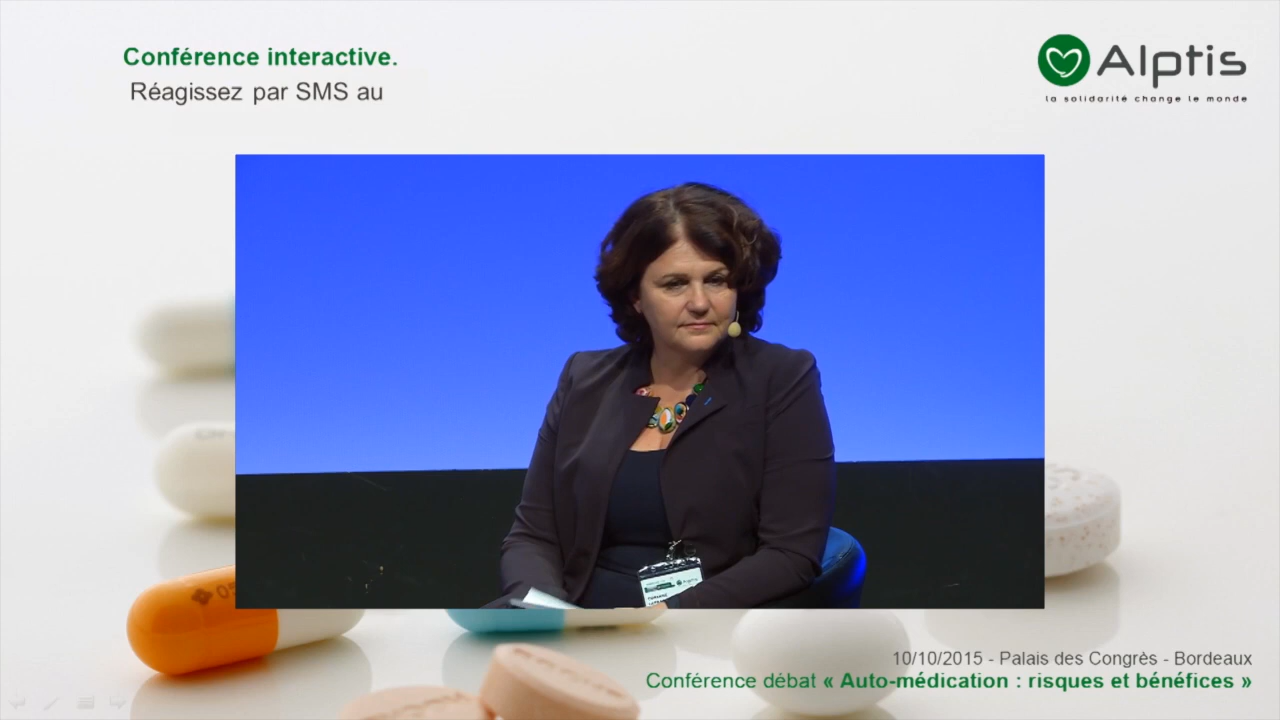 Conférence interactive.
Réagissez par SMS au
Alptis
la solidarité change le monde
10/10/2015 - Palais des Congrès - Bordeaux
Conférence débat « Auto-médication : risques et bénéfices »